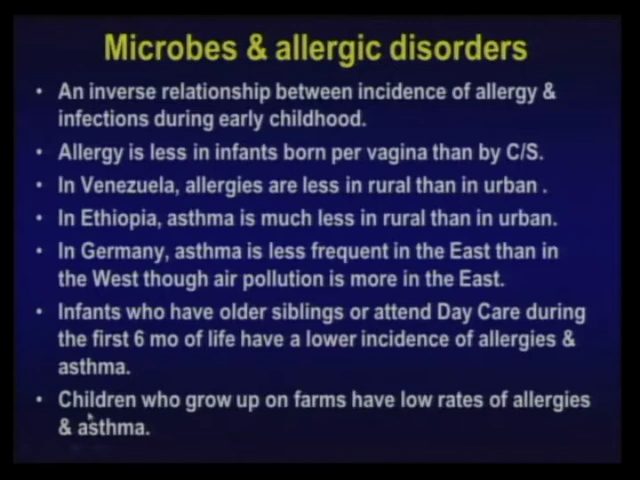 Microbes & allergic disorders
• An inverse relationship between incidence of allergy &
infections during early childhood.
• Allergy is less in infants born per vagina than by C/S.
• In Venezuela, allergies are less in rural than in urban .
• In Ethiopia, asthma is much less in rural than in urban.
• In Germany, asthma is less frequent in the East than in
the West though air pollution is more in the East.
• Infants who have older siblings or attend Day Care during
the first 6 mo of life have a lower incidence of allergies &
asthma.
• Children who grow up on farms have low rates of allergies
& asthma.